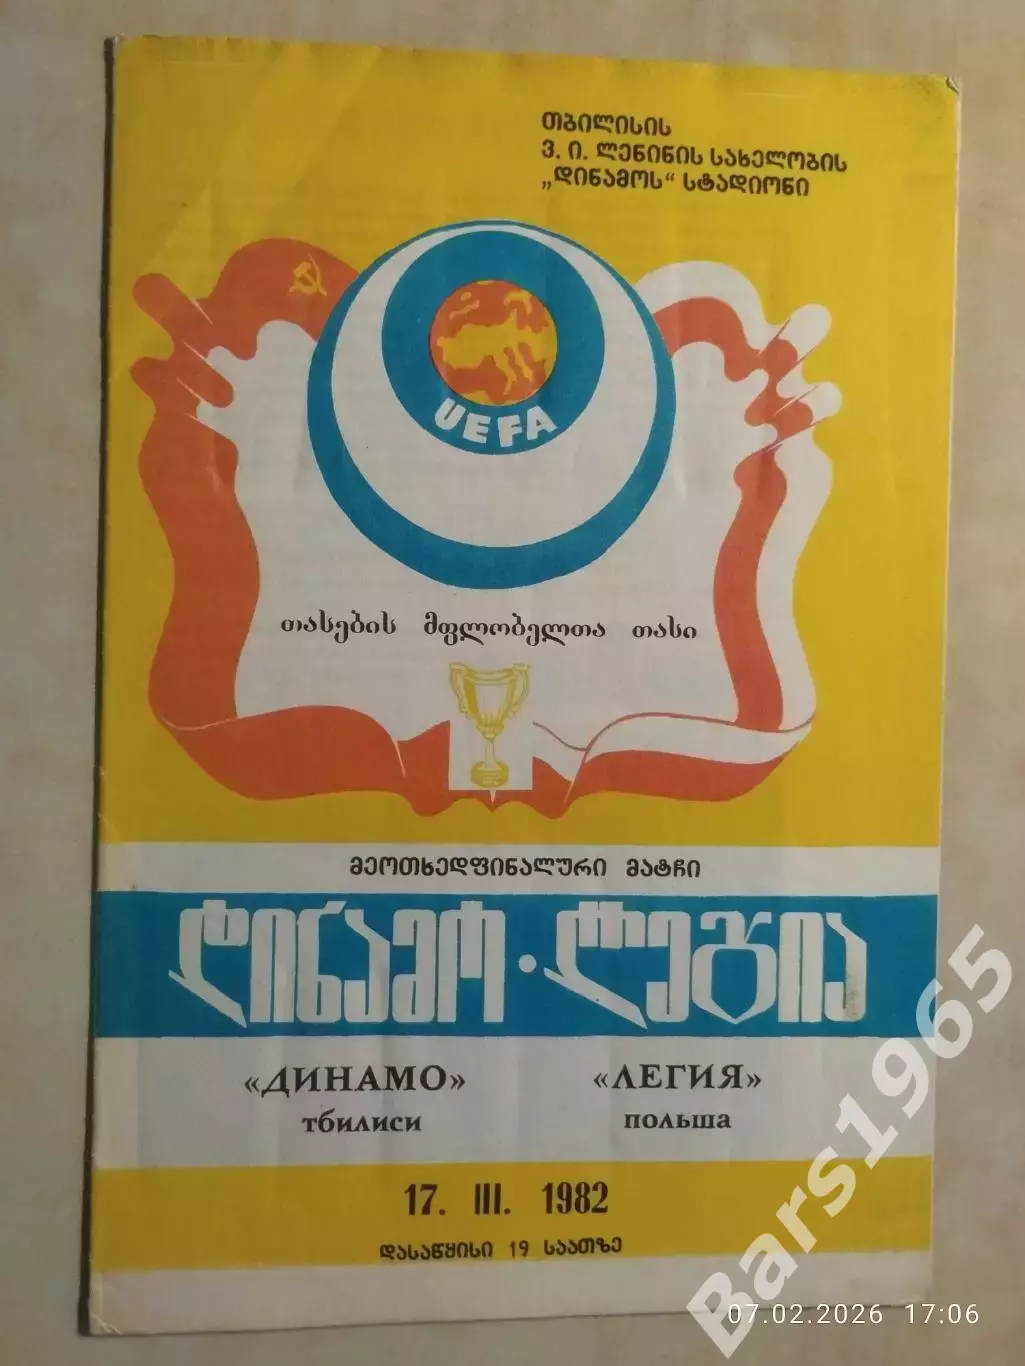 თბილისის
ვ. ი. ლენინის სახელობის
„დინამოს“ სტადიონი
UEFA
თასების მფლობელთა თასი
მეოთხედფინალური მატჩი
დინამო · ლეგია
«ДИНАМО» «ЛЕГИЯ»
тбилиси польша
17. III. 1982
დასაწყისი 19 საათზე
Bars1965
07.02.2026 17:06